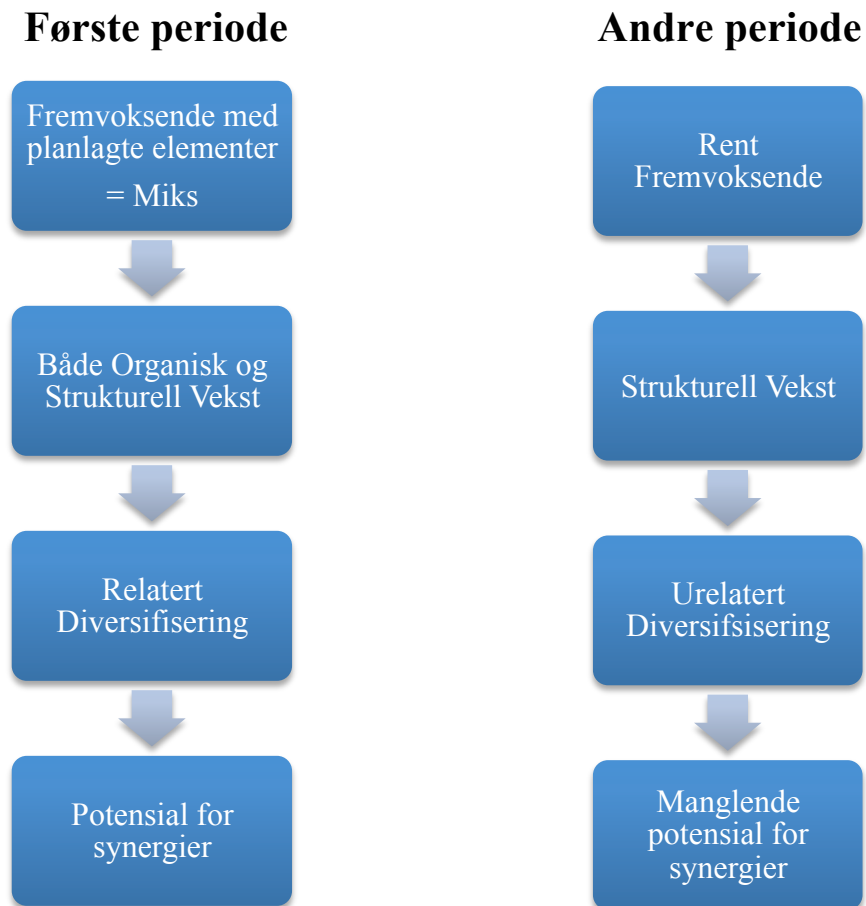 Første periode
Fremvoksende med
planlagte elementer
= Miks
Både Organisk og
Strukturell Vekst
Relatert
Diversifisering
Potensial for
synergier
Andre periode
Rent
Fremvoksende
Strukturell Vekst
Urelatert
Diversifsisering
Manglende
potensial for
synergier